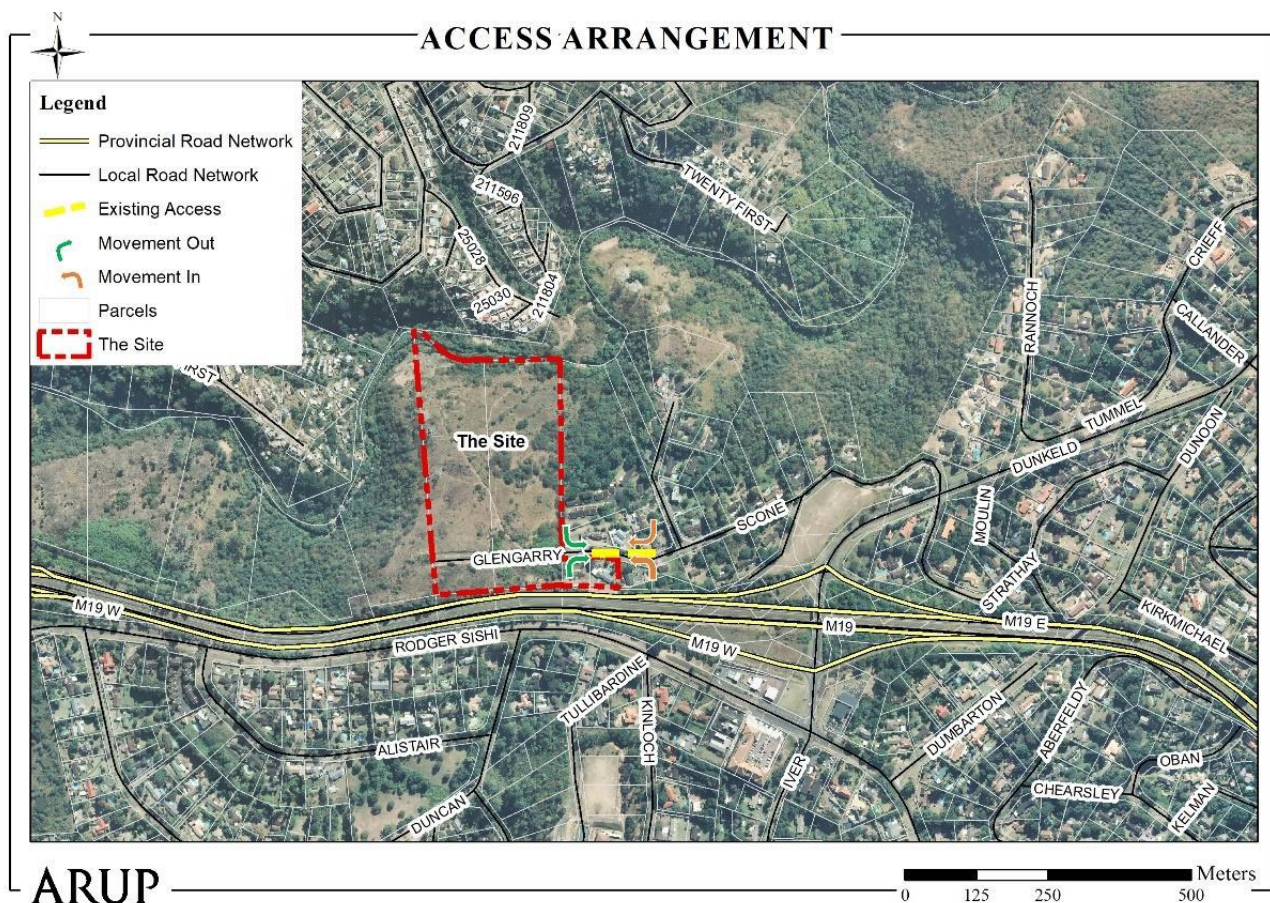 N
ACCESS ARRANGEMENT
Legend
Provincial Road Network
Local Road Network
Existing Access
Movement Out
Movement In
Parcels
The Site
211809
211596
25028
25030
211804
TWENTY FIRST
FIRST
RANNOCH
CRIEFF
CALLANDER
TUMMEL
DUNKELD
DUNOON
The Site
SCONE
MOULIN
STRATHAY
GLENGARRY
KIRKMICHAEL
M19 W
RODGER SISHI
M19
M19 E
M19 W
TULLIBARDINE
KINLOCH
ALISTAIR
DUNCAN
IVER
DUMBARTON
ABERFELDY
OBAN
CHEARSLEY
KELMAN
ARUP
Meters
0 125 250 500